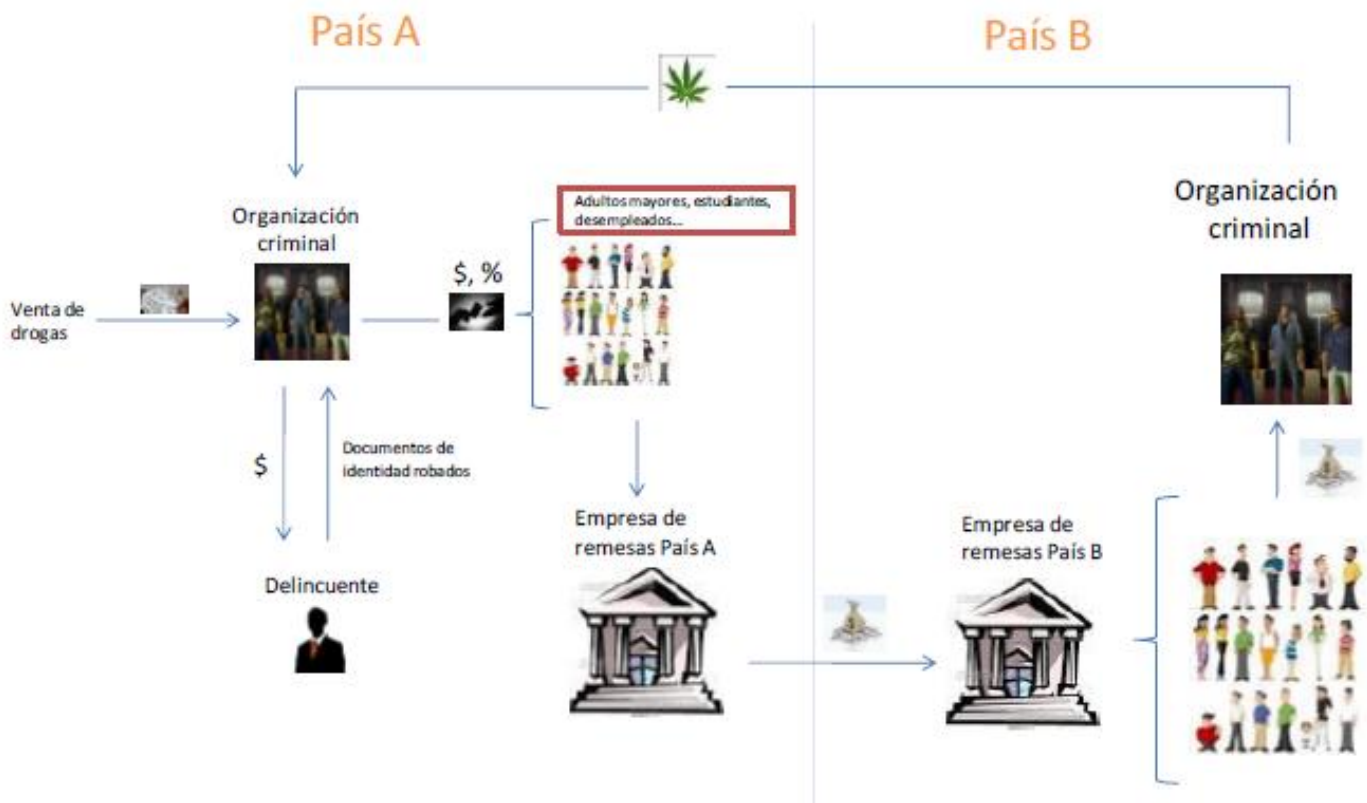 País A
País B
Adultos mayores, estudiantes,
desempleados...
Organización
criminal
Organización
criminal
$, %
Venta de
drogas
$
Documentos de
identidad robados
Empresa de
remesas País A
Empresa de
remesas País B
Delincuente